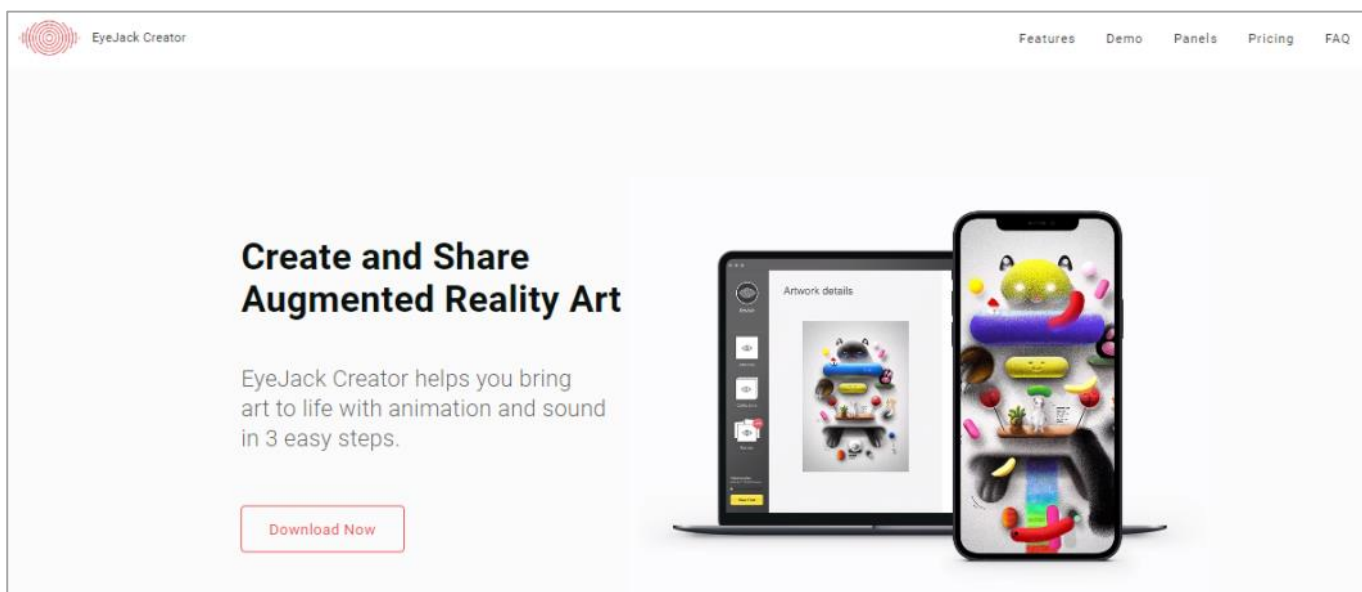 EyeJack Creator
Features Demo Panels Pricing FAQ
Create and Share
Augmented Reality Art
EyeJack Creator helps you bring
art to life with animation and sound
in 3 easy steps.
Download Now
Artwork details